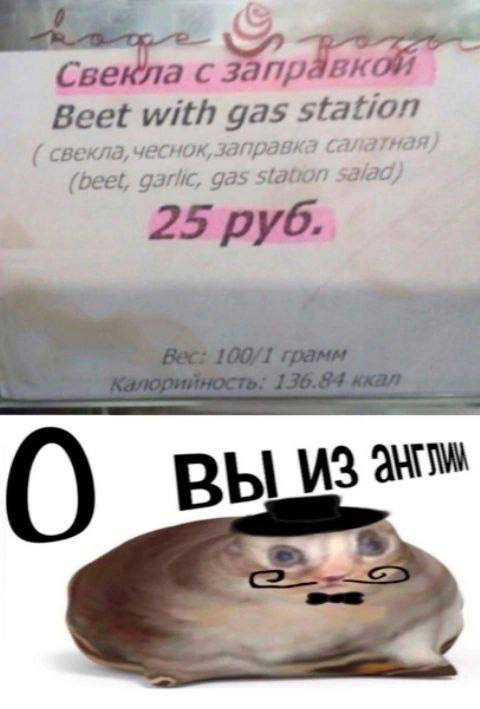 Свекла с заправкой
Beet with gas station
( свекла, чеснок,заправка салатная)
(beet, garlic, gas station salad)
25 руб.
Вес: 100/1 грамм
Калорийность: 136.84 ккал
О вы из англии